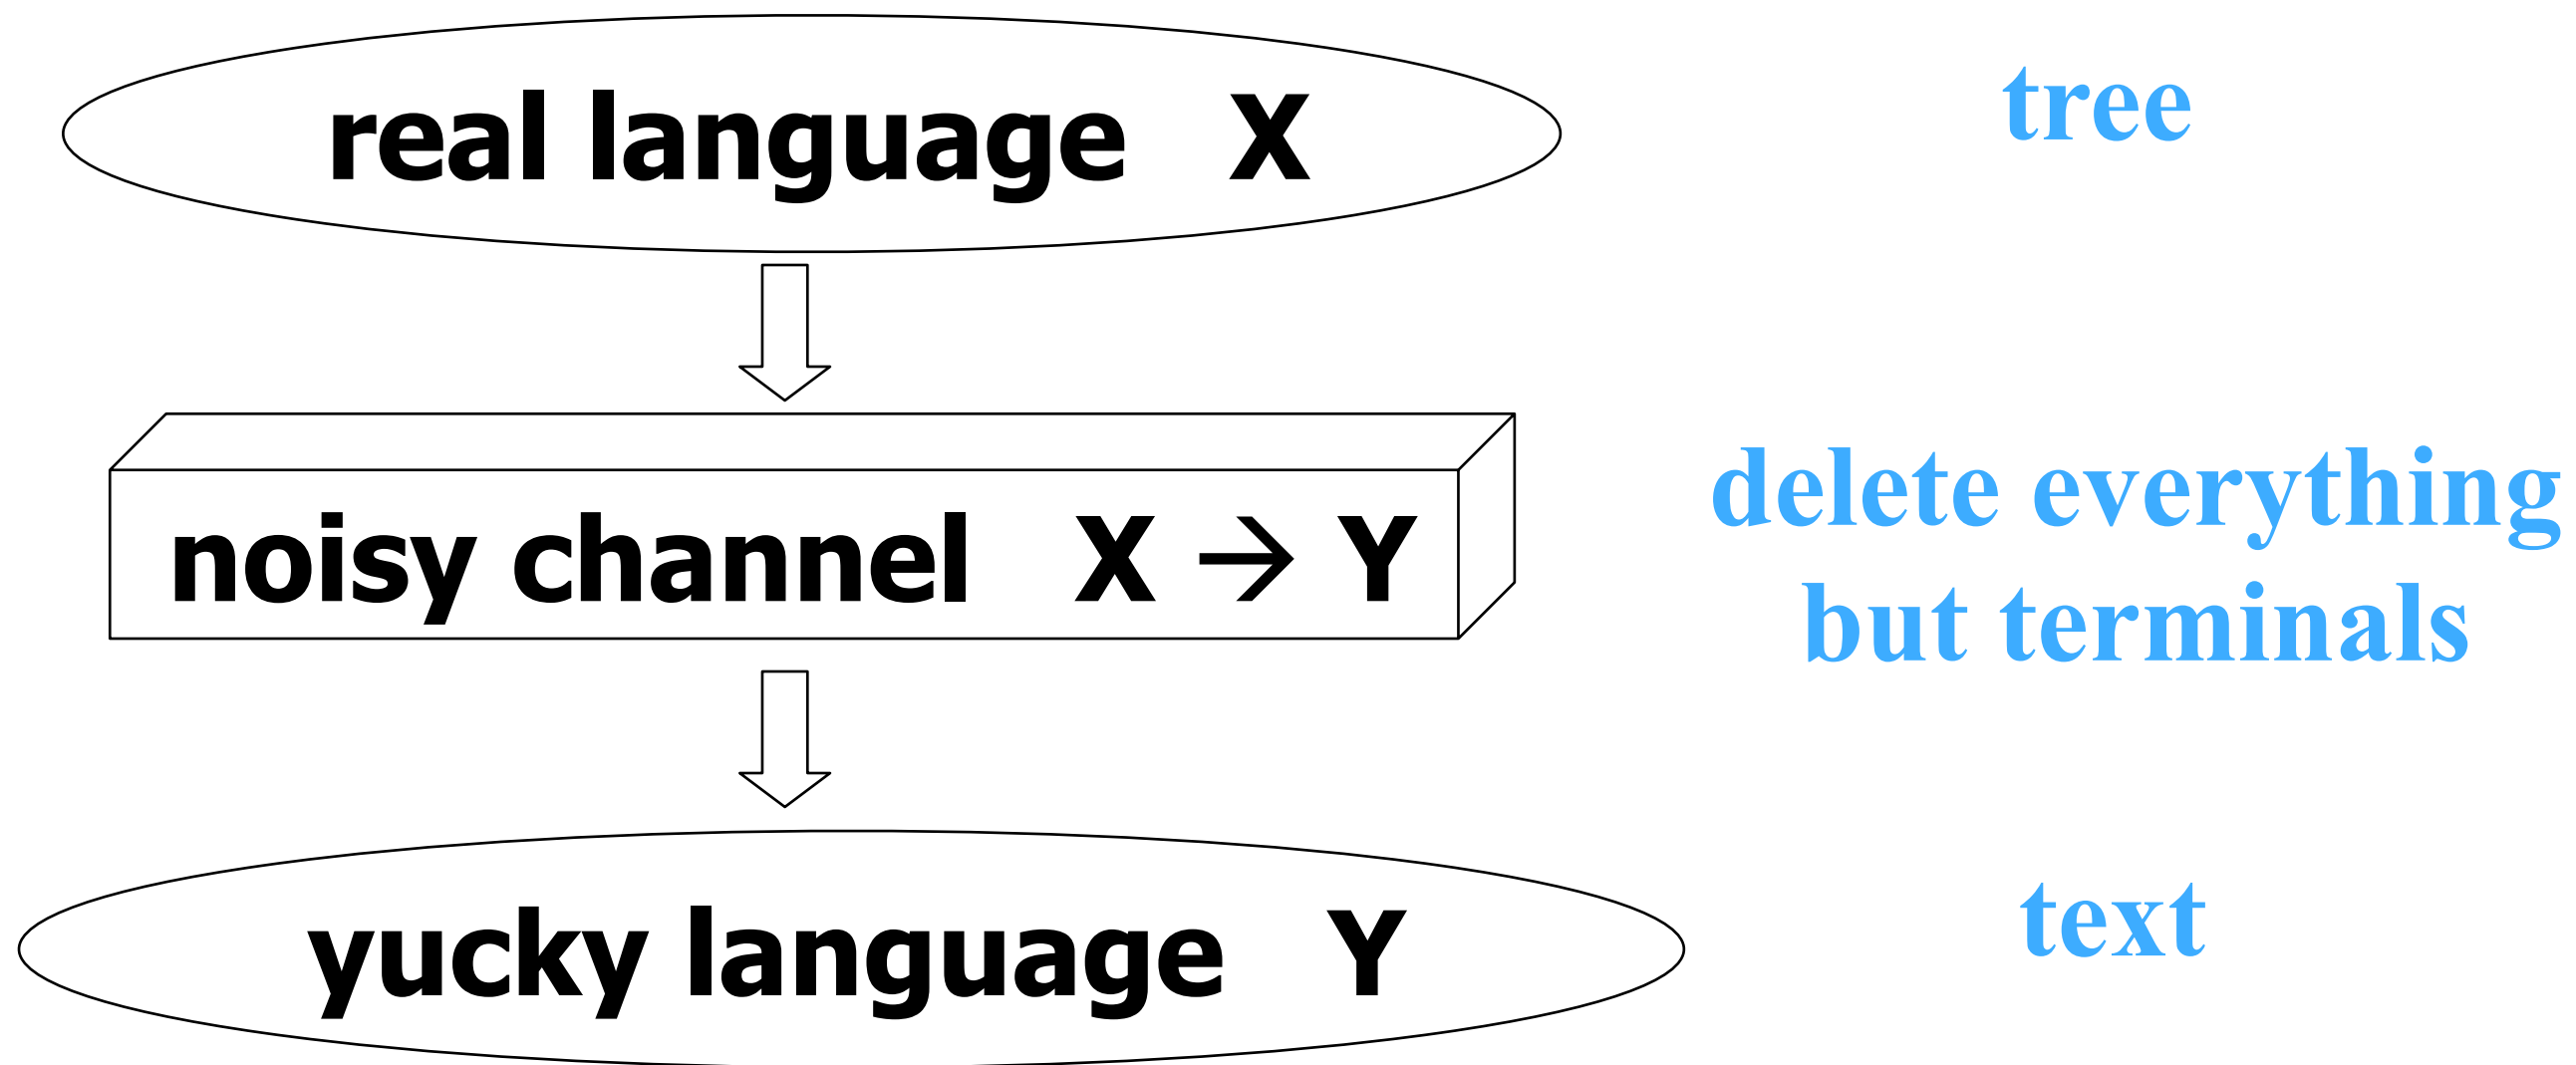 real language X
tree
noisy channel X → Y
delete everything
but terminals
yucky language Y
text